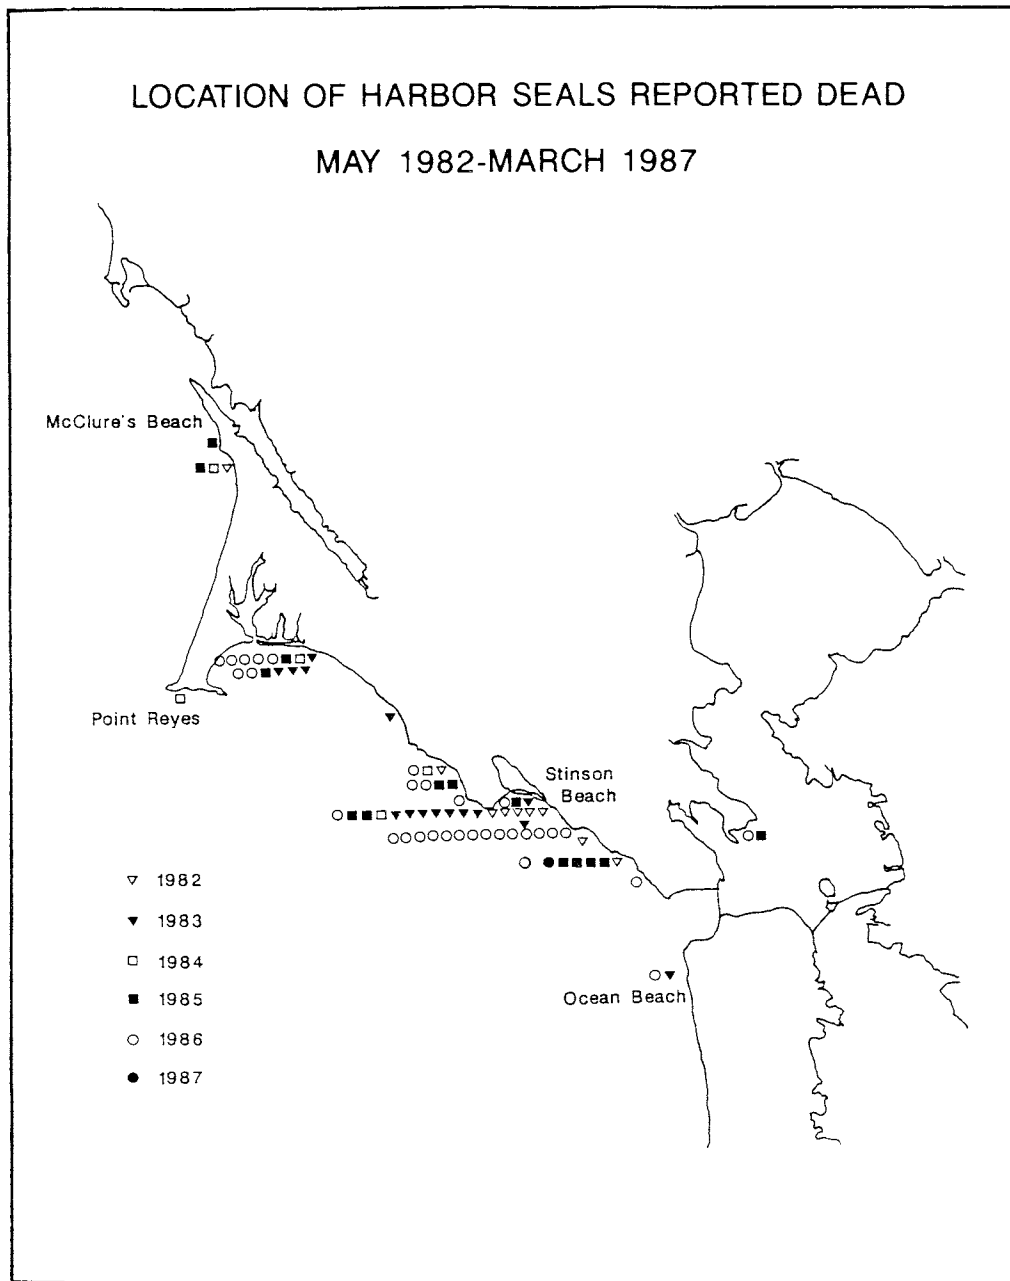 LOCATION OF HARBOR SEALS REPORTED DEAD
MAY 1982-MARCH 1987
McClure's Beach
Point Reyes
Stinson
Beach
Ocean Beach
1982
1983
1984
1985
1986
1987